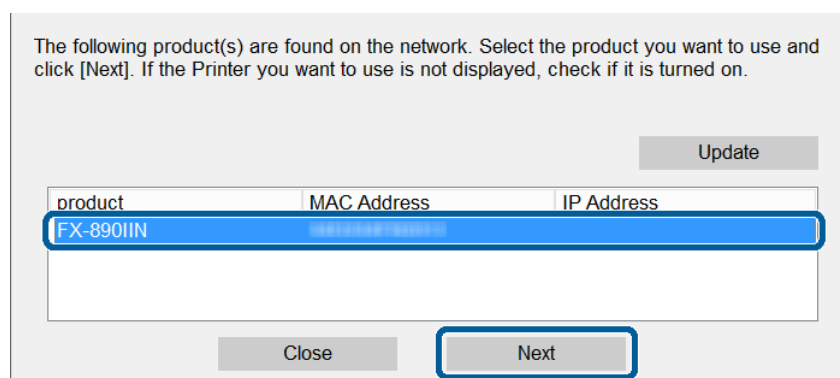 The following product(s) are found on the network. Select the product you want to use and
click [Next]. If the Printer you want to use is not displayed, check if it is turned on.
Update
product MAC Address IP Address
FX-890IIN
Close Next